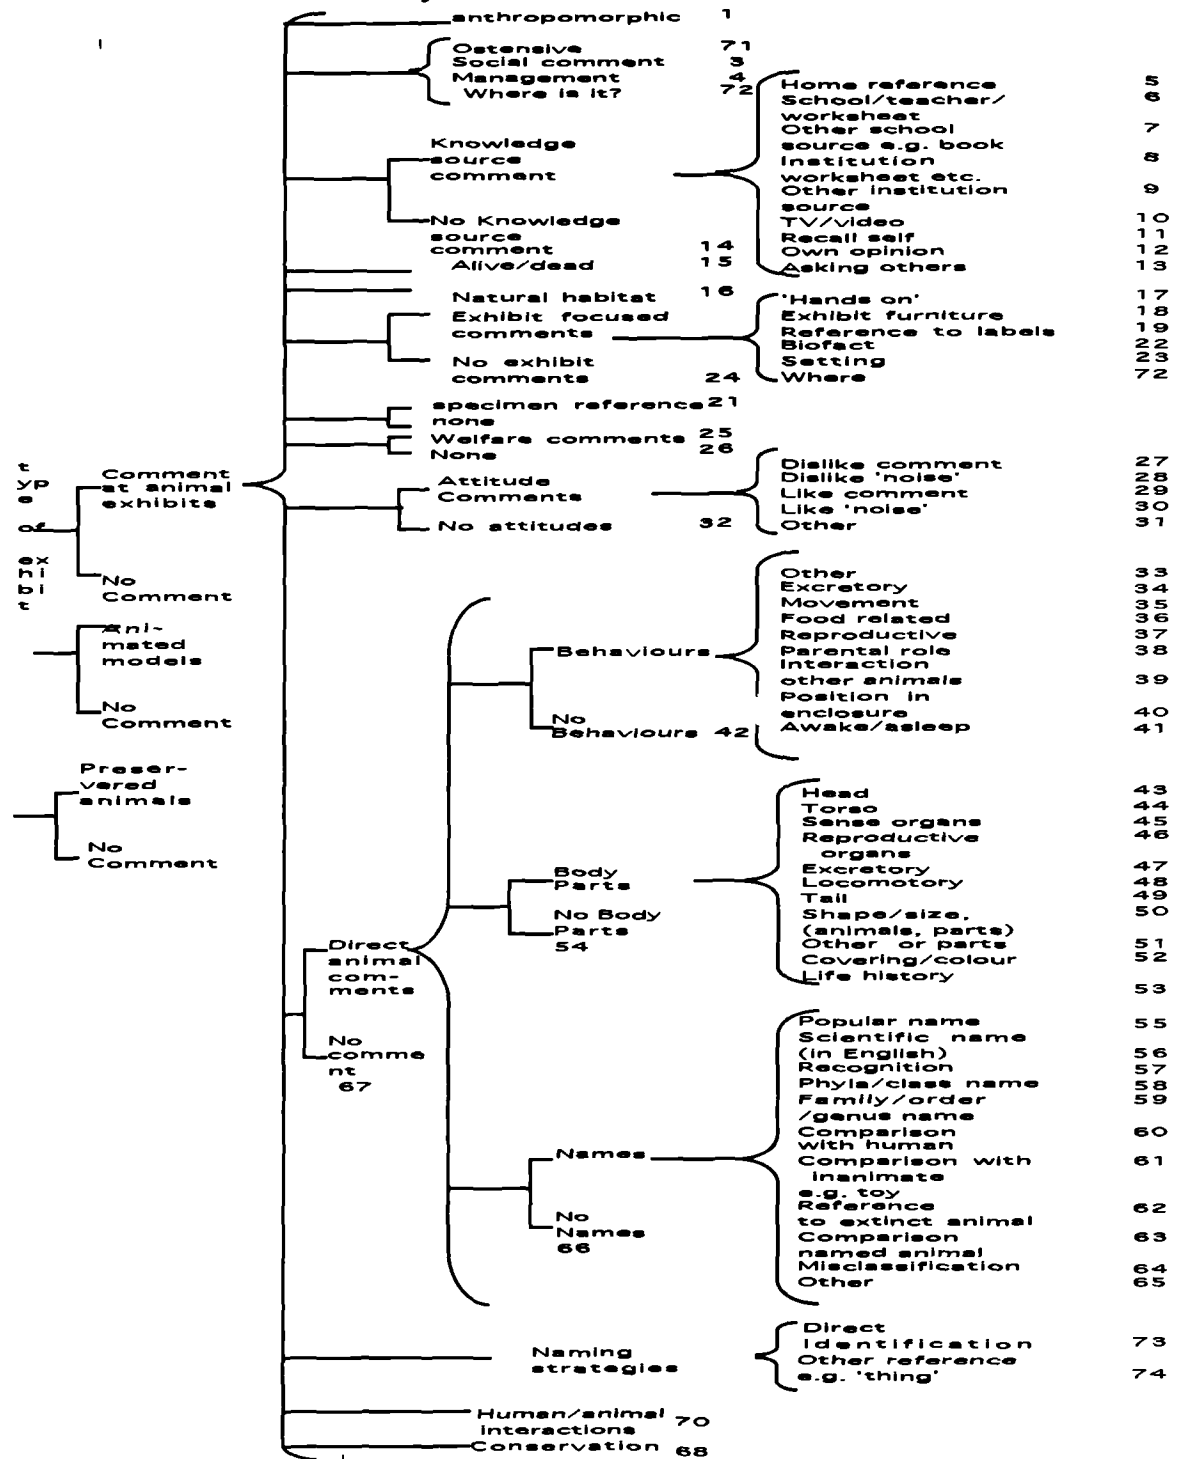 anthropomorphic 1
Ostensive 71
Social comment 3
Management 4
Where is it? 72
Knowledge
source
comment
No Knowledge
source
comment 14
Home reference 5
School/teacher/ 6
worksheet
Other school 7
source e.g. book
Institution 8
worksheet etc.
Other institution 9
source
TV/video 10
Recall self 11
Own opinion 12
Asking others 13
Alive/dead 15
Natural habitat 16
Exhibit focused
comments
No exhibit
comments 24
'Hands on' 17
Exhibit furniture 18
Reference to labels 19
Biofact 22
Setting 23
Where 72
specimen reference 21
none
Welfare comments 25
None 26
Attitude
Comments
No attitudes 32
Dislike comment 27
Dislike 'noise' 28
Like comment 29
Like 'noise' 30
Other 31
t
yp
e
of
ex
hi
bi
t
Comment
at animal
exhibits
No
Comment
Ani-
mated
models
No
Comment
Preser-
vered
animals
No
Comment
Direct
animal
com-
ments
No
comme
nt
67
Behaviours
No
Behaviours 42
Other 33
Excretory 34
Movement 35
Food related 36
Reproductive 37
Parental role 38
Interaction
other animals 39
Position in
enclosure 40
Awake/asleep 41
Body
Parts
No Body
Parts
54
Head 43
Torso 44
Sense organs 45
Reproductive 46
organs
Excretory 47
Locomotory 48
Tail 49
Shape/size, 50
(animals, parts)
Other or parts 51
Covering/colour 52
Life history
53
Names
No
Names
66
Popular name 55
Scientific name
(in English) 56
Recognition 57
Phyla/class name 58
Family/order 59
/genus name
Comparison 60
with human
Comparison with 61
inanimate
e.g. toy
Reference 62
to extinct animal
Comparison 63
named animal
Misclassification 64
Other 65
Naming
strategies
Direct
Identification 73
Other reference
e.g. 'thing' 74
Human/animal 70
interactions
Conservation 68